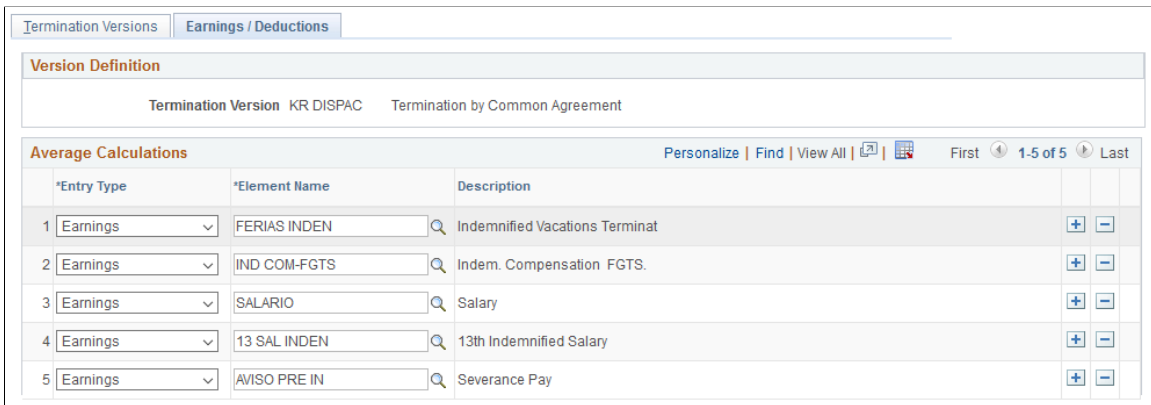 Termination Versions Earnings / Deductions
Version Definition
Termination Version KR DISPAC Termination by Common Agreement
Average Calculations Personalize | Find | View All | | First 1-5 of 5 Last
*Entry Type *Element Name Description
1 Earnings FERIAS INDEN Indemnified Vacations Terminat
2 Earnings IND COM-FGTS Indem. Compensation FGTS.
3 Earnings SALARIO Salary
4 Earnings 13 SAL INDEN 13th Indemnified Salary
5 Earnings AVISO PRE IN Severance Pay